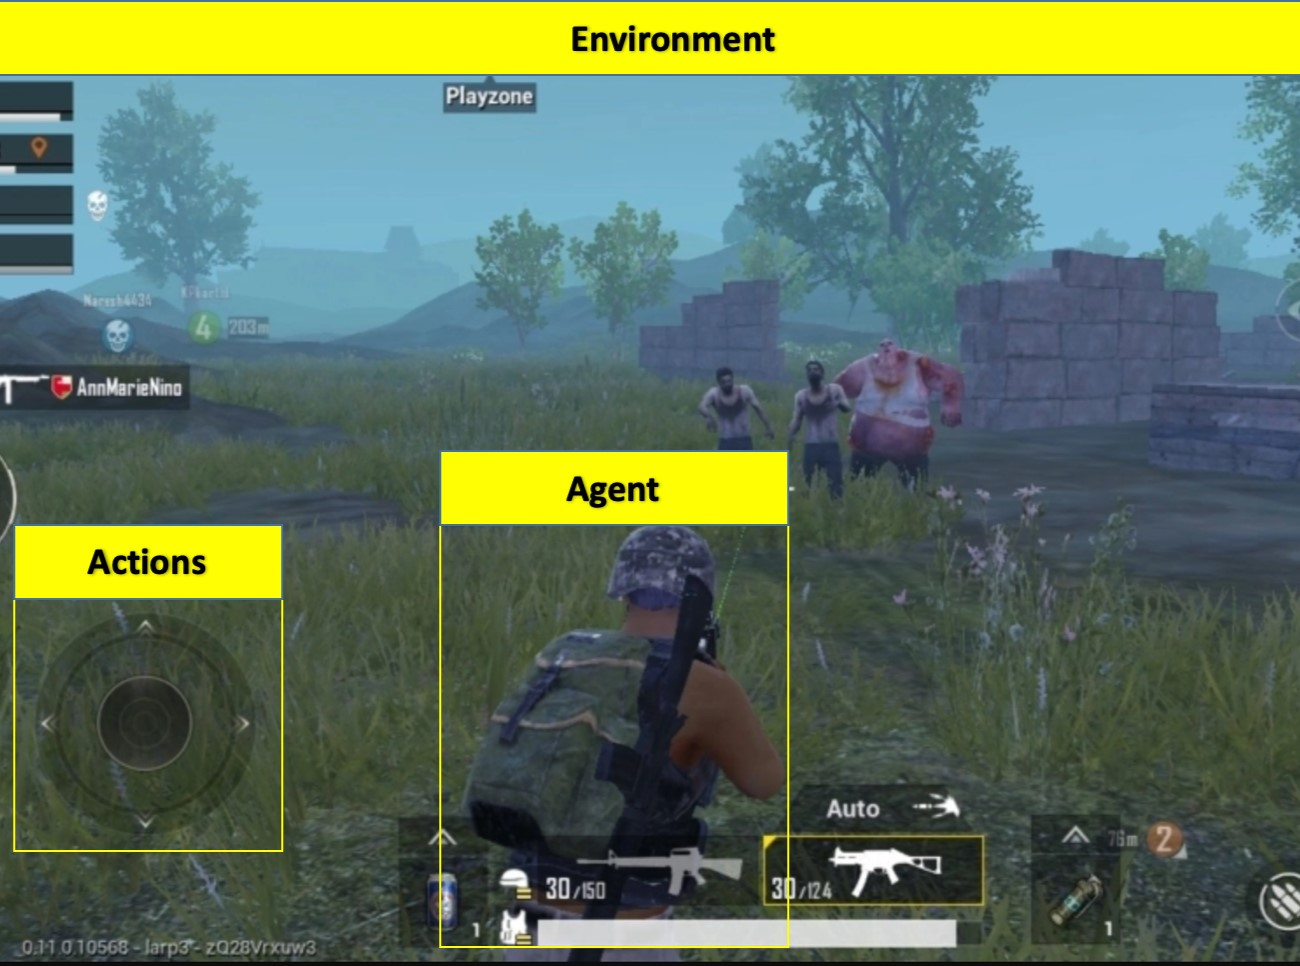 Environment
Playzone
Naresh4434
203m
4
AnnMarieNino
Agent
Actions
Auto
76m 2
30/150
30/124
1
1
0.11.0.10568 - larp3 - zQ28Vrxuw3